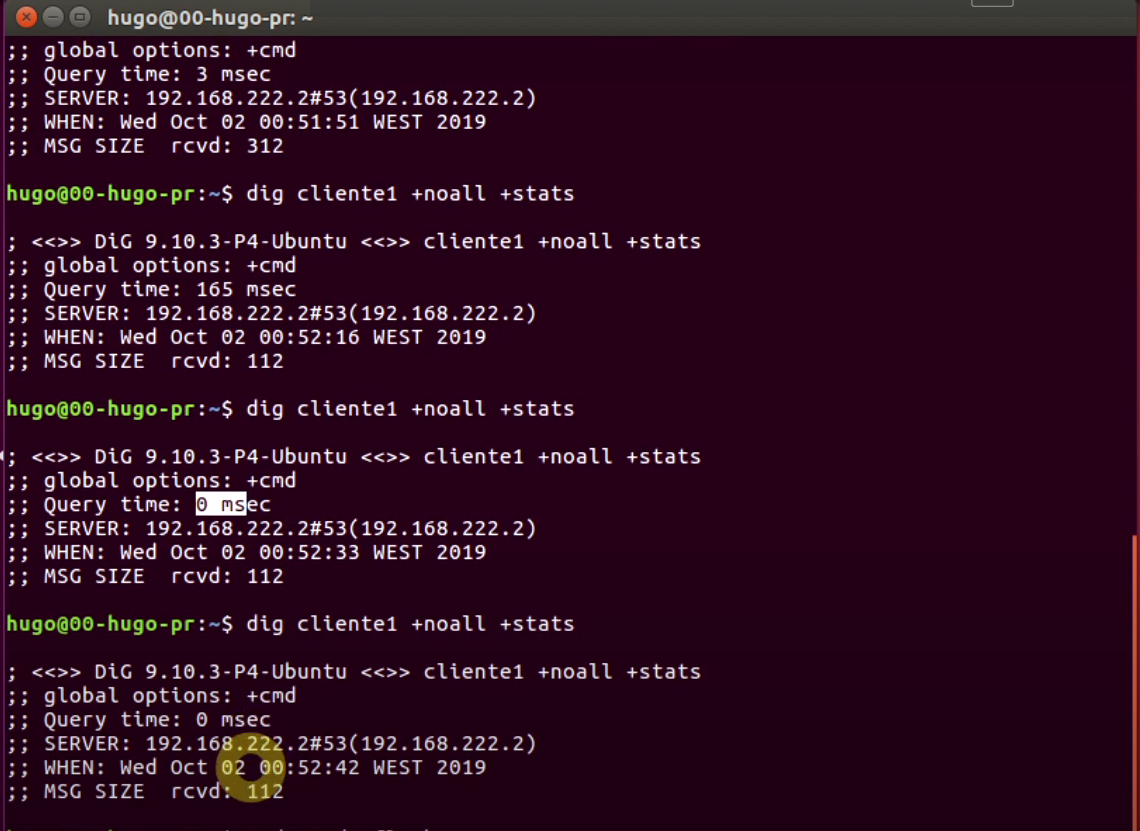 hugo@00-hugo-pr: ~
;; global options: +cmd
;; Query time: 3 msec
;; SERVER: 192.168.222.2#53(192.168.222.2)
;; WHEN: Wed Oct 02 00:51:51 WEST 2019
;; MSG SIZE  rcvd: 312
hugo@00-hugo-pr:~$ dig cliente1 +noall +stats
; <<>> DiG 9.10.3-P4-Ubuntu <<>> cliente1 +noall +stats
;; global options: +cmd
;; Query time: 165 msec
;; SERVER: 192.168.222.2#53(192.168.222.2)
;; WHEN: Wed Oct 02 00:52:16 WEST 2019
;; MSG SIZE  rcvd: 112
hugo@00-hugo-pr:~$ dig cliente1 +noall +stats
; <<>> DiG 9.10.3-P4-Ubuntu <<>> cliente1 +noall +stats
;; global options: +cmd
;; Query time: 0 msec
;; SERVER: 192.168.222.2#53(192.168.222.2)
;; WHEN: Wed Oct 02 00:52:33 WEST 2019
;; MSG SIZE  rcvd: 112
hugo@00-hugo-pr:~$ dig cliente1 +noall +stats
; <<>> DiG 9.10.3-P4-Ubuntu <<>> cliente1 +noall +stats
;; global options: +cmd
;; Query time: 0 msec
;; SERVER: 192.168.222.2#53(192.168.222.2)
;; WHEN: Wed Oct 02 00:52:42 WEST 2019
;; MSG SIZE  rcvd: 112